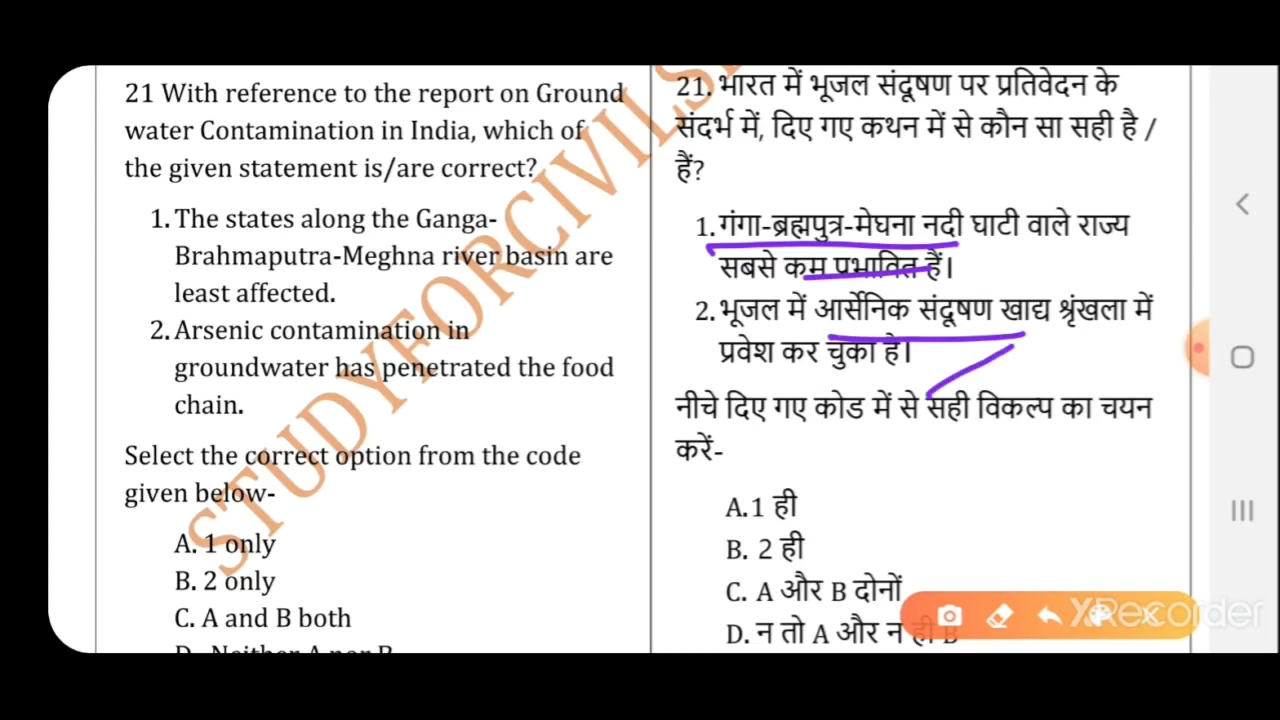 21 With reference to the report on Ground
water Contamination in India, which of
the given statement is/are correct?
1. The states along the Ganga-
Brahmaputra-Meghna river basin are
least affected.
2. Arsenic contamination in
groundwater has penetrated the food
chain.
Select the correct option from the code
given below-
A. 1 only
B. 2 only
C. A and B both
D. Neither A nor B
21. भारत में भूजल संदूषण पर प्रतिवेदन के
संदर्भ में, दिए गए कथन में से कौन सा सही है /
हैं?
1. गंगा-ब्रह्मपुत्र-मेघना नदी घाटी वाले राज्य
सबसे कम प्रभावित हैं।
2. भूजल में आर्सेनिक संदूषण खाद्य श्रृंखला में
प्रवेश कर चुका है।
नीचे दिए गए कोड में से सही विकल्प का चयन
करें-
A. 1 ही
B. 2 ही
C. A और B दोनों
D. न तो A और न ही B
STUDYFORCIVILS
XRecorder